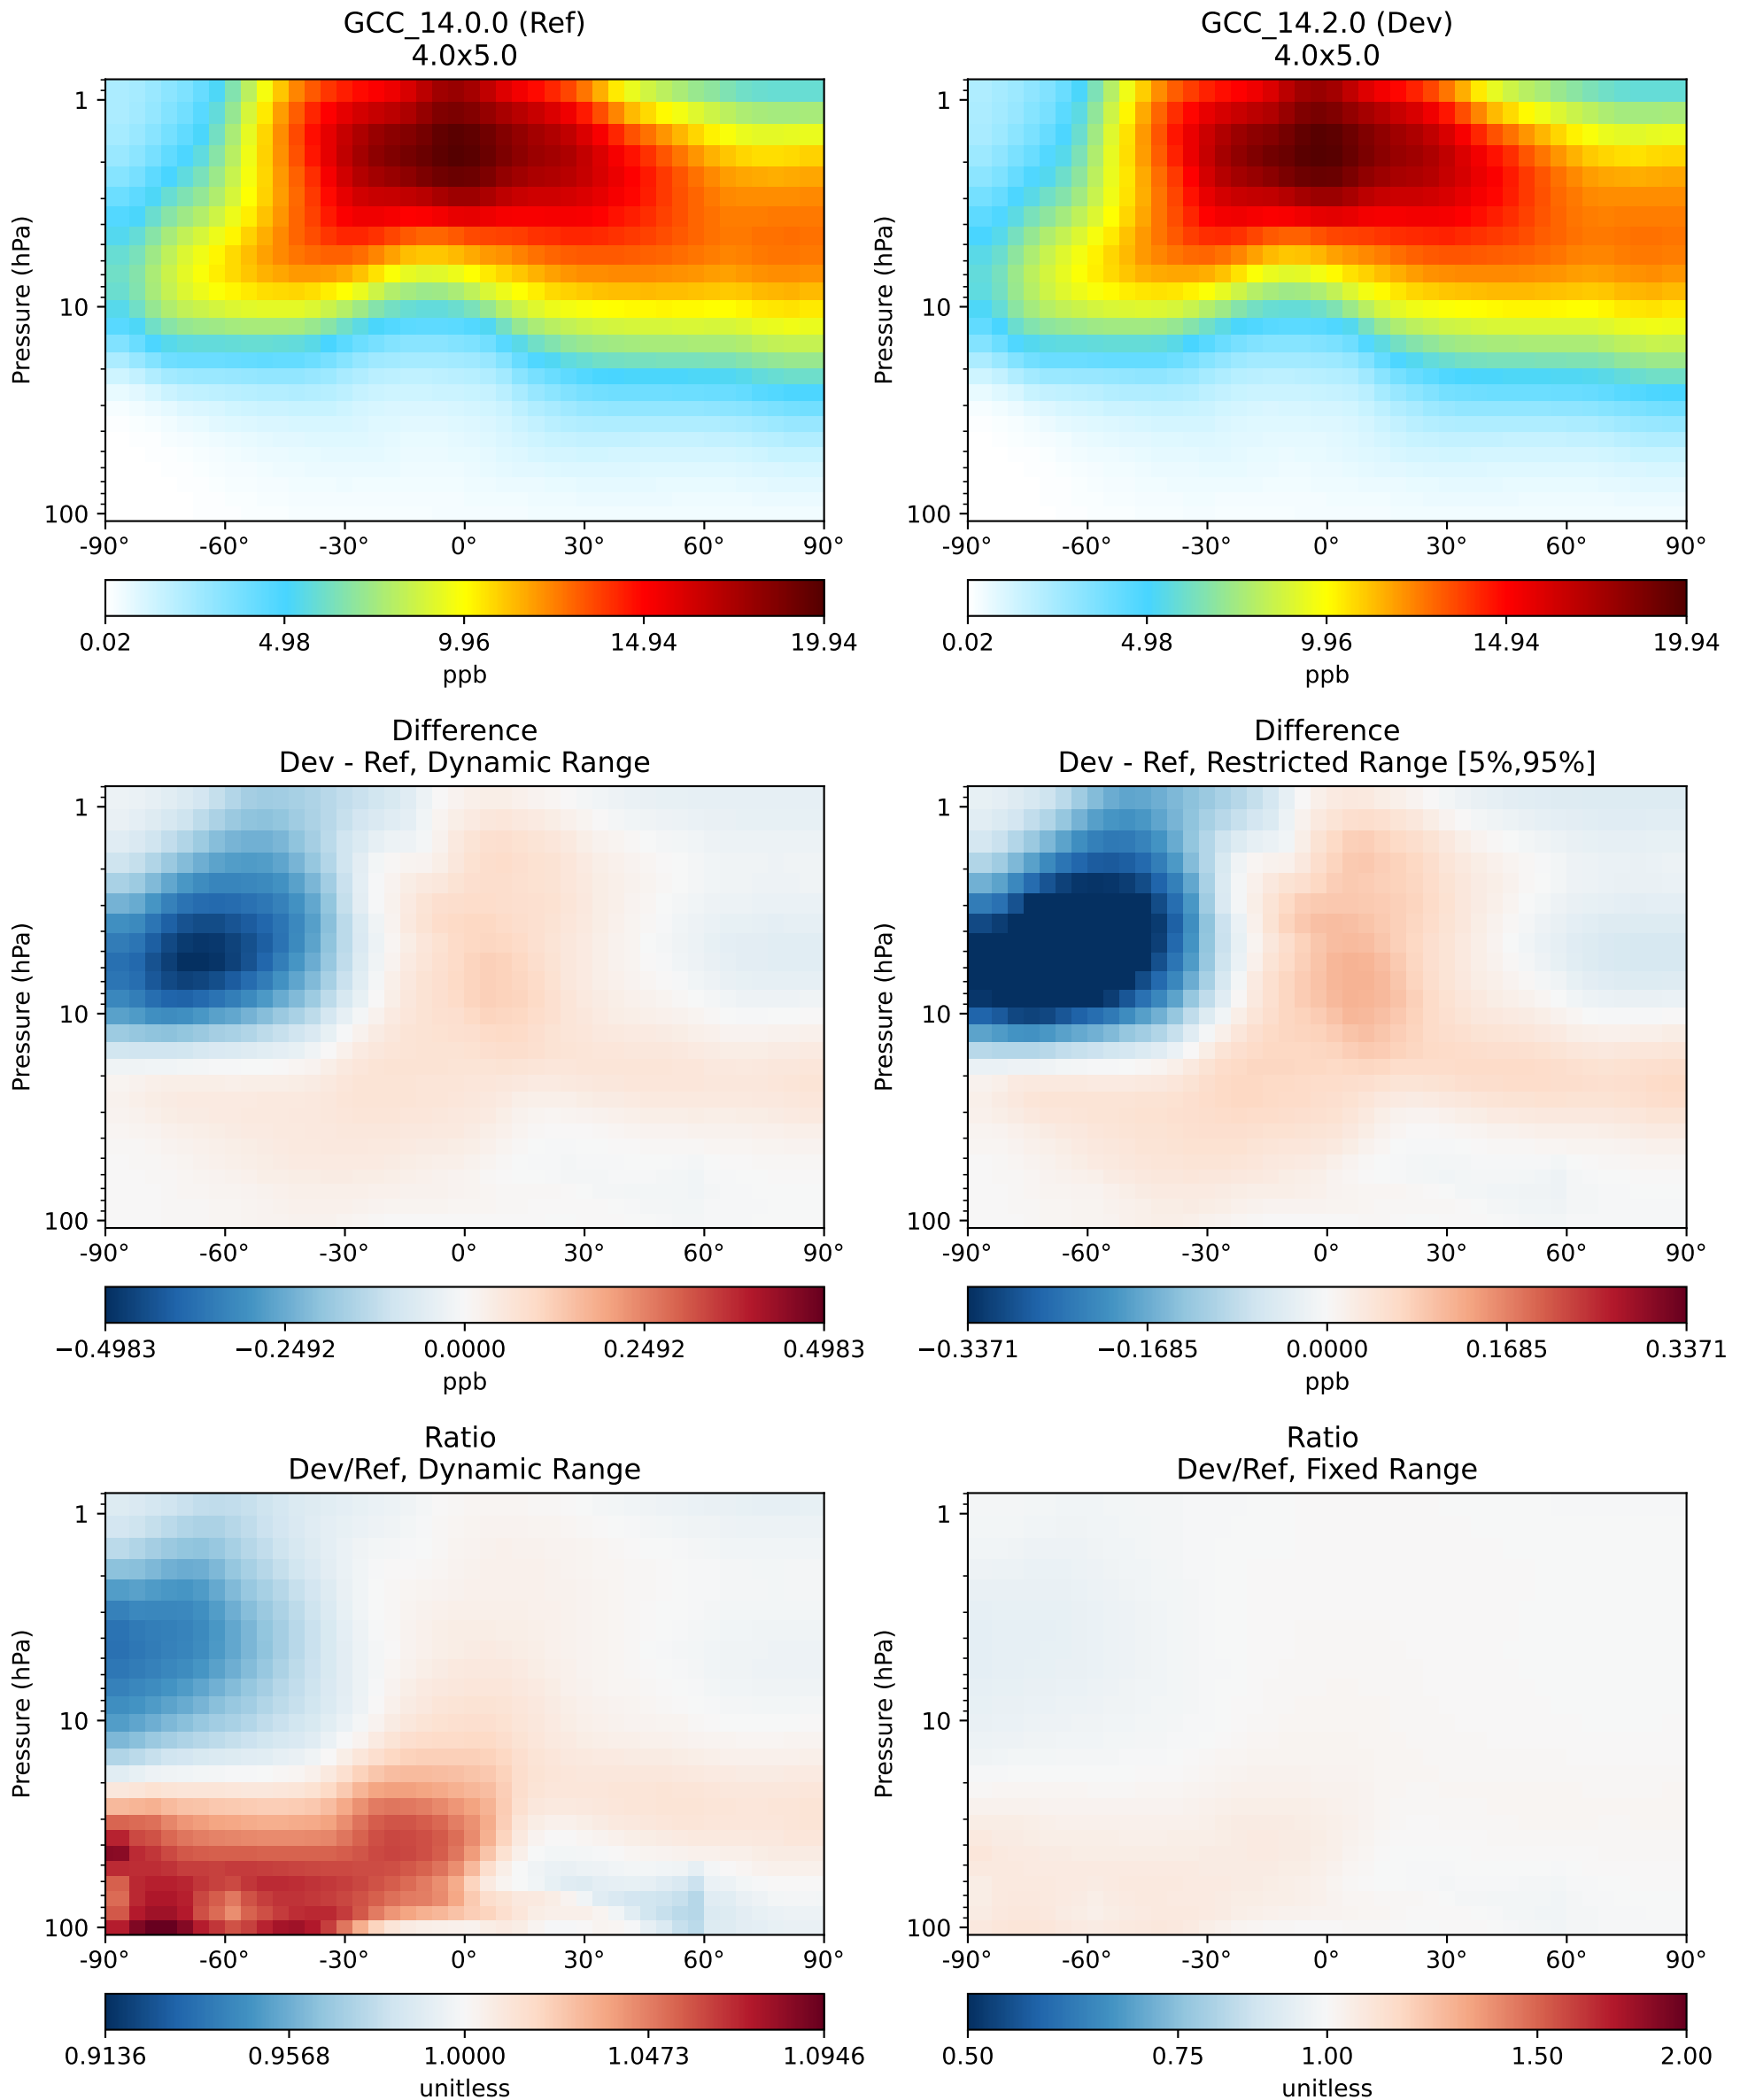 GCC_14.0.0 (Ref)
4.0x5.0
GCC_14.2.0 (Dev)
4.0x5.0
Pressure (hPa)
1
10
100
-90° -60° -30° 0° 30° 60° 90°
0.02 4.98 9.96 14.94 19.94
ppb
Pressure (hPa)
1
10
100
-90° -60° -30° 0° 30° 60° 90°
0.02 4.98 9.96 14.94 19.94
ppb
Difference
Dev - Ref, Dynamic Range
Pressure (hPa)
1
10
100
-90° -60° -30° 0° 30° 60° 90°
−0.4983 −0.2492 0.0000 0.2492 0.4983
ppb
Difference
Dev - Ref, Restricted Range [5%,95%]
Pressure (hPa)
1
10
100
-90° -60° -30° 0° 30° 60° 90°
−0.3371 −0.1685 0.0000 0.1685 0.3371
ppb
Ratio
Dev/Ref, Dynamic Range
Pressure (hPa)
1
10
100
-90° -60° -30° 0° 30° 60° 90°
0.9136 0.9568 1.0000 1.0473 1.0946
unitless
Ratio
Dev/Ref, Fixed Range
Pressure (hPa)
1
10
100
-90° -60° -30° 0° 30° 60° 90°
0.50 0.75 1.00 1.50 2.00
unitless